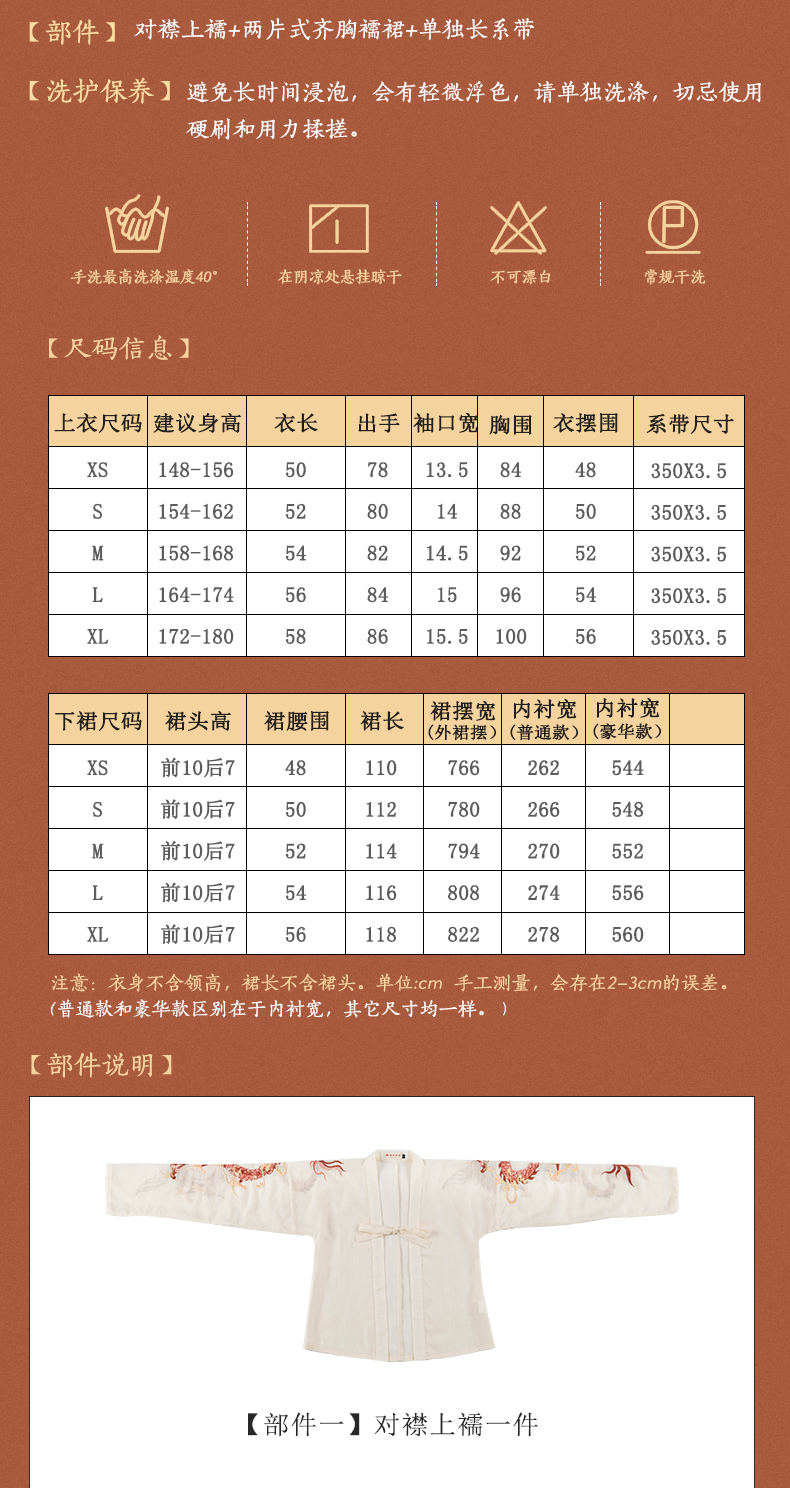 【部件】 对襟上襦+两片式齐胸襦裙+单独长系带
【洗护保养】 避免长时间浸泡，会有轻微浮色，请单独洗涤，切忌使用
硬刷和用力揉搓。
P
手洗最高洗涤温度40° 在阴凉处悬挂晾干 不可漂白 常规干洗
【尺码信息】
上衣尺码 建议身高 衣长 出手 袖口宽 胸围 衣摆围 系带尺寸
XS 148-156 50 78 13.5 84 48 350X3.5
S 154-162 52 80 14 88 50 350X3.5
M 158-168 54 82 14.5 92 52 350X3.5
L 164-174 56 84 15 96 54 350X3.5
XL 172-180 58 86 15.5 100 56 350X3.5
下裙尺码 裙头高 裙腰围 裙长 裙摆宽 内衬宽 内衬宽
(外裙摆) (普通款) (豪华款)
XS 前10后7 48 110 766 262 544
S 前10后7 50 112 780 266 548
M 前10后7 52 114 794 270 552
L 前10后7 54 116 808 274 556
XL 前10后7 56 118 822 278 560
注意：衣身不含领高，裙长不含裙头。单位:cm 手工测量，会存在2-3cm的误差。
(普通款和豪华款区别在于内衬宽，其它尺寸均一样。)
【部件说明】
【部件一】对襟上襦一件